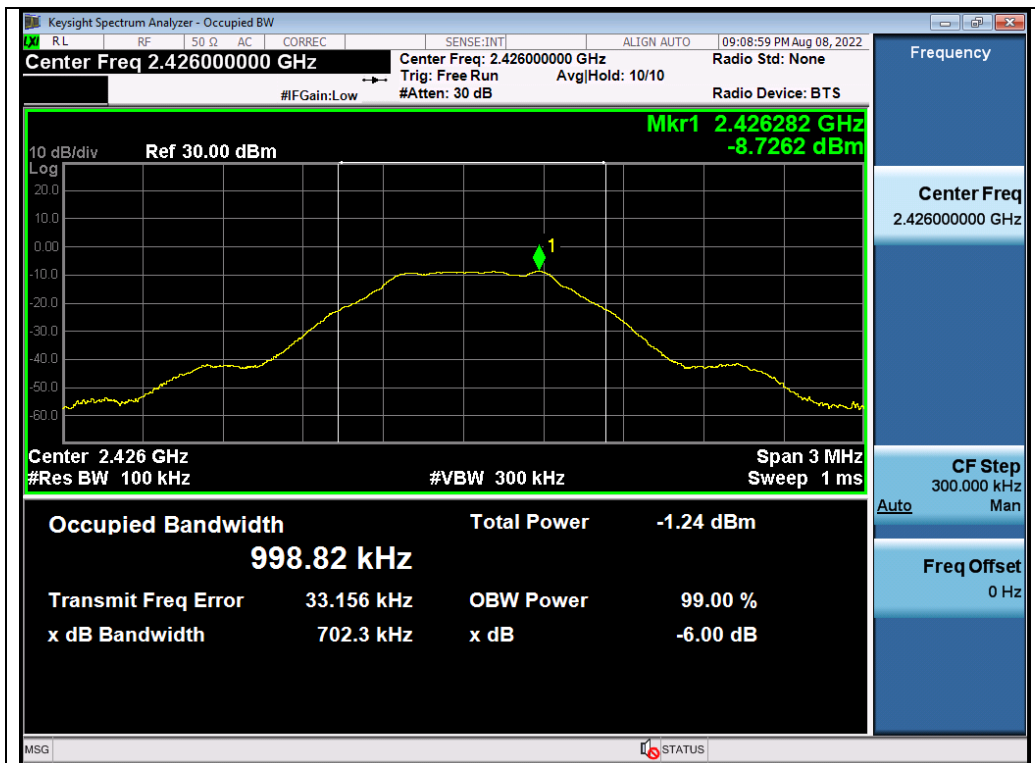 Keysight Spectrum Analyzer - Occupied BW
LXI RL RF 50 Ω AC CORREC SENSE:INT ALIGN AUTO 09:08:59 PM Aug 08, 2022
Center Freq 2.426000000 GHz
Center Freq: 2.426000000 GHz
Radio Std: None
Trig: Free Run Avg|Hold: 10/10
#IFGain:Low
#Atten: 30 dB
Radio Device: BTS
Mkr1 2.426282 GHz
-8.7262 dBm
10 dB/div Ref 30.00 dBm
Log
20.0
10.0
0.00
-10.0
-20.0
-30.0
-40.0
-50.0
-60.0
1
Center 2.426 GHz Span 3 MHz
#Res BW 100 kHz #VBW 300 kHz Sweep 1 ms
Occupied Bandwidth Total Power -1.24 dBm
998.82 kHz
Transmit Freq Error 33.156 kHz OBW Power 99.00 %
x dB Bandwidth 702.3 kHz x dB -6.00 dB
Frequency
Center Freq
2.426000000 GHz
CF Step
300.000 kHz
Auto Man
Freq Offset
0 Hz
MSG STATUS